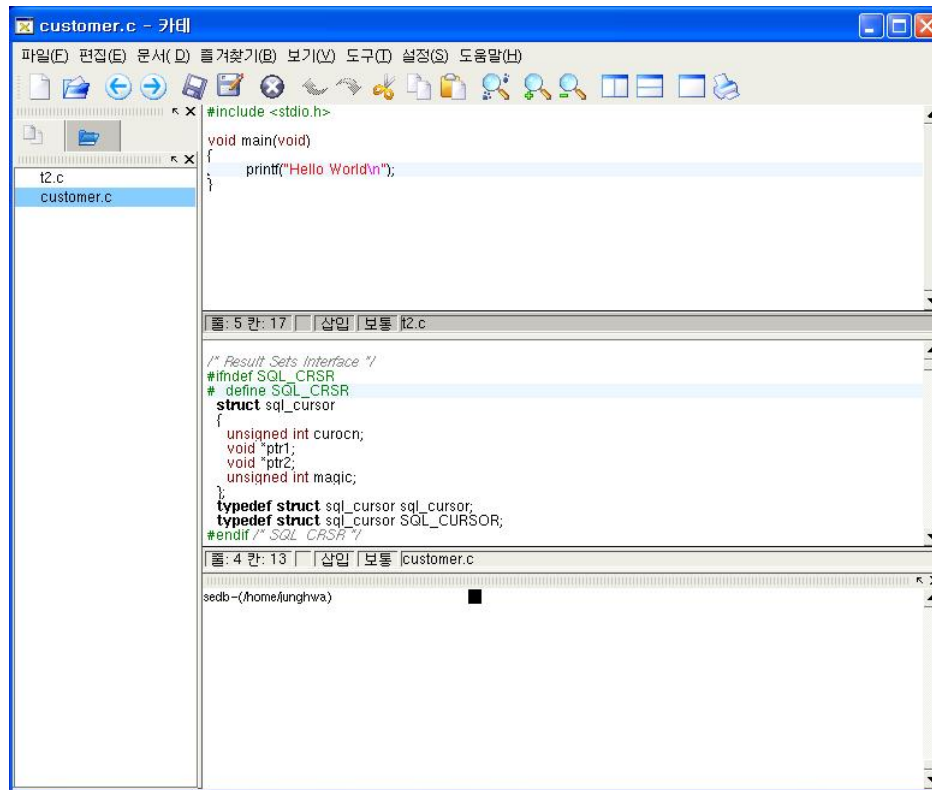 customer.c - 카테
파일(F) 편집(E) 문서( D) 즐겨찾기(B) 보기(V) 도구(T) 설정(S) 도움말(H)
t2.c
customer.c
#include <stdio.h>
void main(void)
{
printf("Hello World\n");
}
줄: 5 칸: 17 삽입 보통 t2.c
/* Result Sets Interface */
#ifndef SQL_CRSR
# define SQL_CRSR
struct sql_cursor
{
unsigned int curocn;
void *ptr1;
void *ptr2;
unsigned int magic;
};
typedef struct sql_cursor sql_cursor;
typedef struct sql_cursor SQL_CURSOR;
#endif /* SQL_CRSR */
줄: 4 칸: 13 삽입 보통 customer.c
sedb-(/home/junghwa)